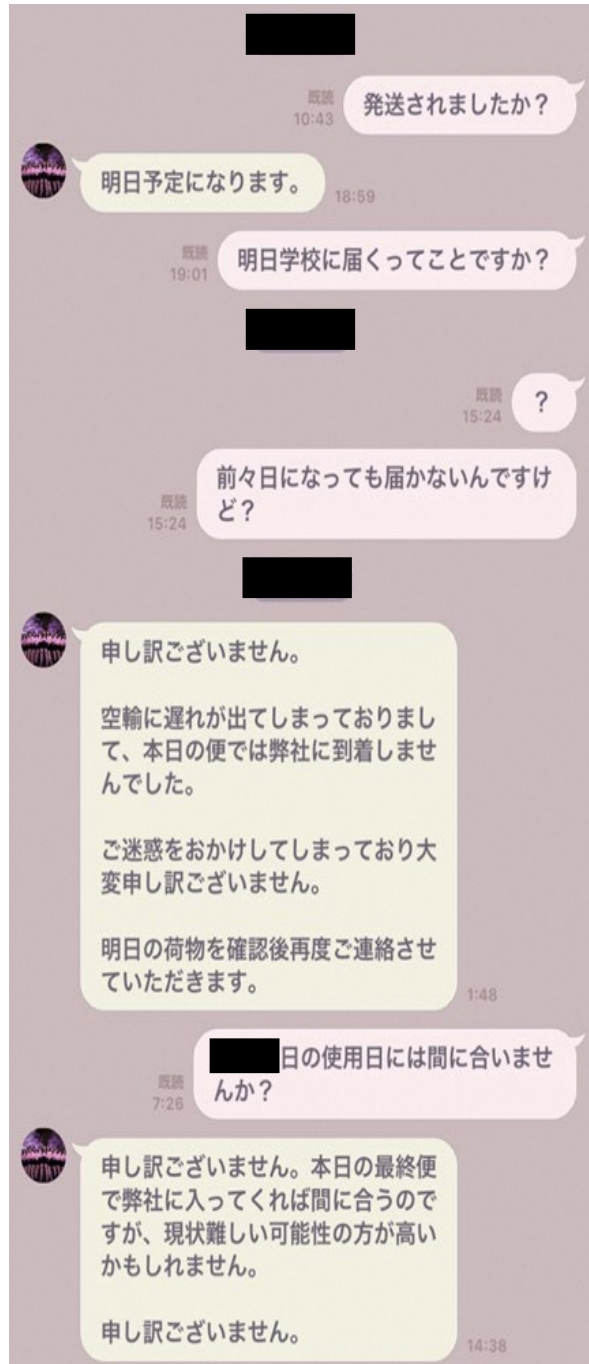 発送されましたか？
既読
10:43
明日予定になります。
18:59
明日学校に届くってことですか？
既読
19:01
？
既読
15:24
前々日になっても届かないんですけ
ど？
既読
15:24
申し訳ございません。
空輸に遅れが出てしまっておりまし
て、本日の便では弊社に到着しませ
んでした。
ご迷惑をおかけしてしまっており大
変申し訳ございません。
明日の荷物を確認後再度ご連絡させ
ていただきます。
1:48
日の使用日には間に合いませ
んか？
既読
7:26
申し訳ございません。本日の最終便
で弊社に入ってくれば間に合うので
すが、現状難しい可能性の方が高い
かもしれません。
申し訳ございません。
14:38